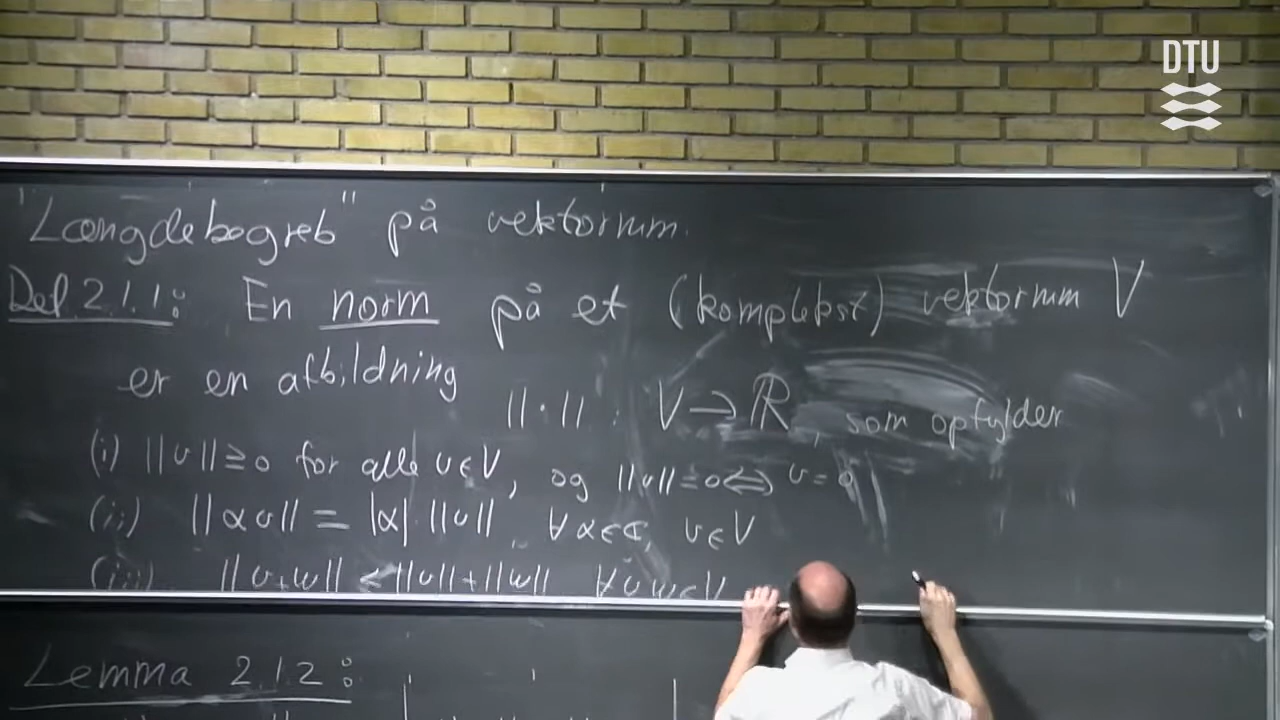 DTU
"Længdebegreb" på vektorrum.
Def 2.1.1: En norm på et (komplekst) vektorrum V
er en afbildning
||·|| : V → ℝ, som opfylder
(i) ||v|| ≥ 0 for alle v ∈ V, og ||v|| = 0 ⇔ v = 0
(ii) ||αv|| = |α| ||v||, ∀ α ∈ ℂ, v ∈ V
(iii) ||v+w|| ≤ ||v|| + ||w|| ∀ v, w ∈ V
Lemma 2.1.2: